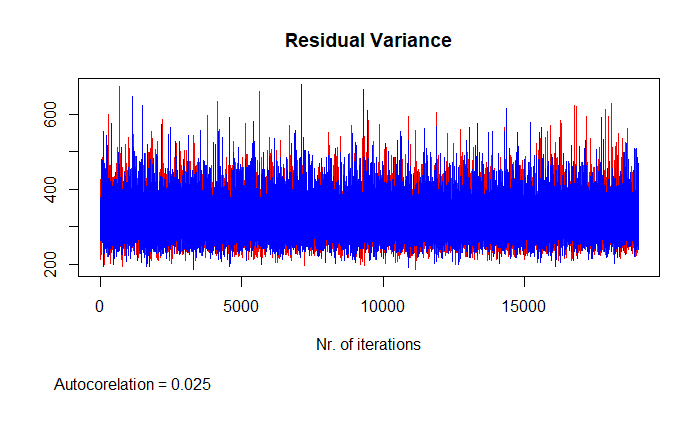 Residual Variance
600
400
200
0
5000
10000
15000
Nr. of iterations
Autocorelation = 0.025